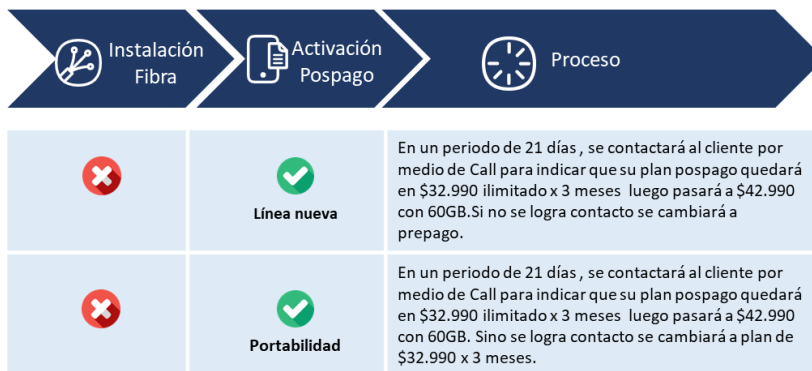 Instalación
Fibra
Activación
Pospago
Proceso
Línea nueva
En un periodo de 21 días , se contactará al cliente por
medio de Call para indicar que su plan pospago quedará
en $32.990 ilimitado x 3 meses  luego pasará a $42.990
con 60GB.Si no se logra contacto se cambiará a
prepago.
Portabilidad
En un periodo de 21 días , se contactará al cliente por
medio de Call para indicar que su plan pospago quedará
en $32.990 ilimitado x 3 meses  luego pasará a $42.990
con 60GB. Sino se logra contacto se cambiará a plan de
$32.990 x 3 meses.